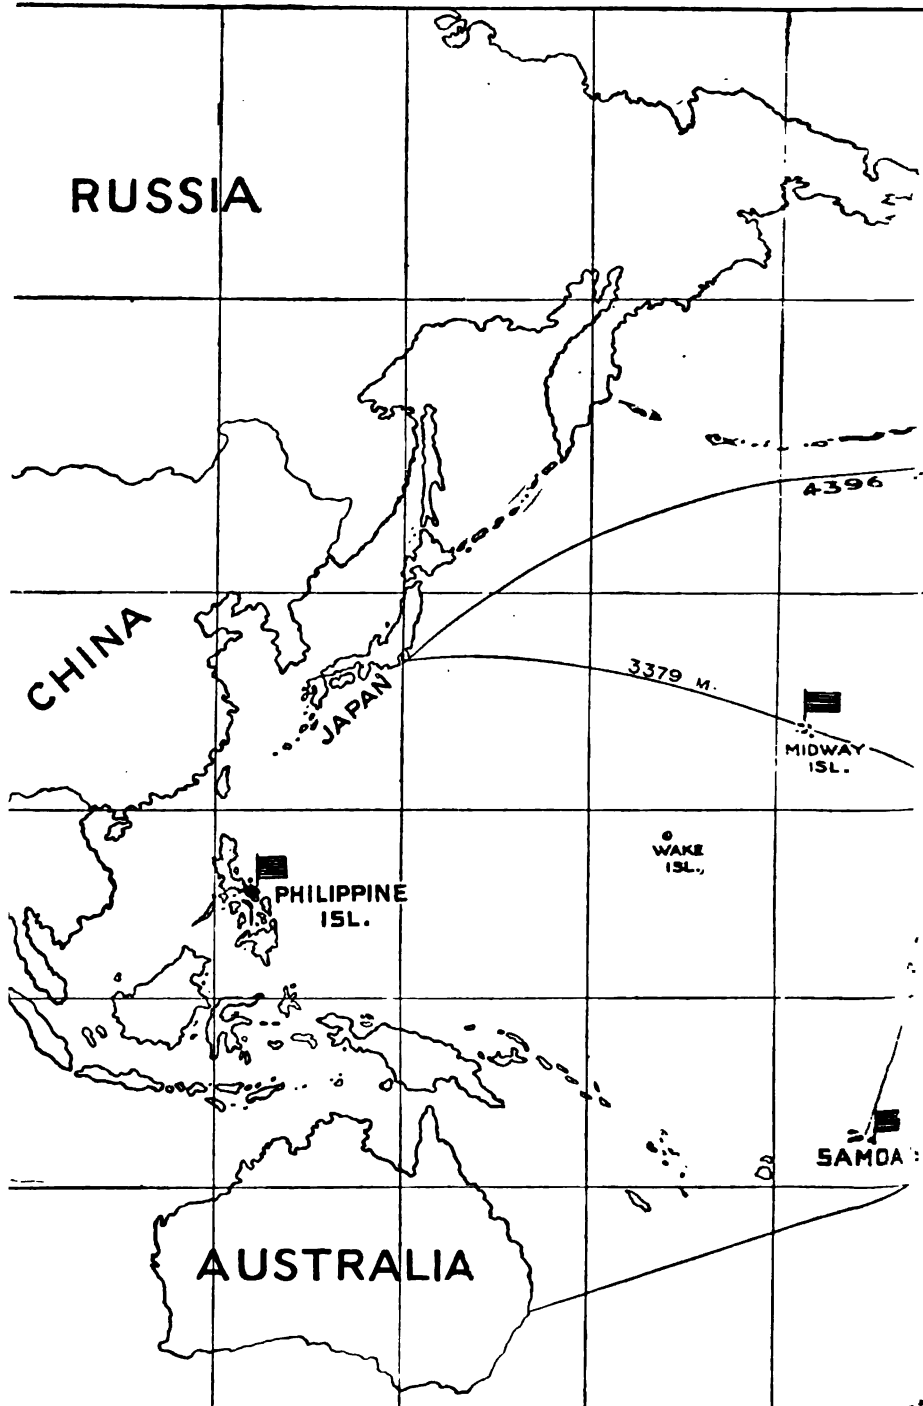 RUSSIA
4396
CHINA
3379 M.
JAPAN
MIDWAY
ISL.
WAKE
ISL.,
PHILIPPINE
ISL.
SAMOA
AUSTRALIA